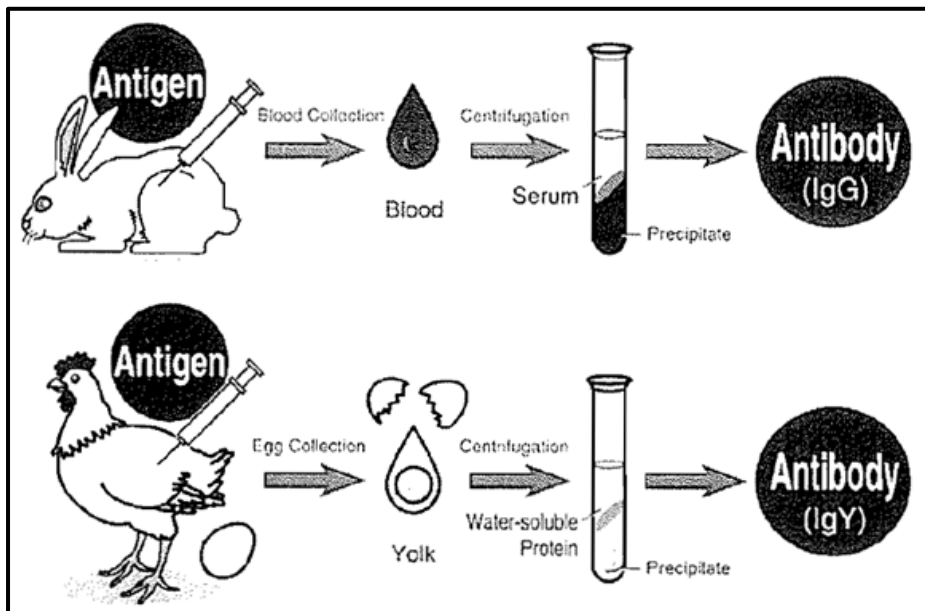 Antigen
Blood Collection
Blood
Centrifugation
Serum
Precipitate
Antibody
(IgG)
Antigen
Egg Collection
Yolk
Centrifugation
Water-soluble
Protein
Precipitate
Antibody
(IgY)